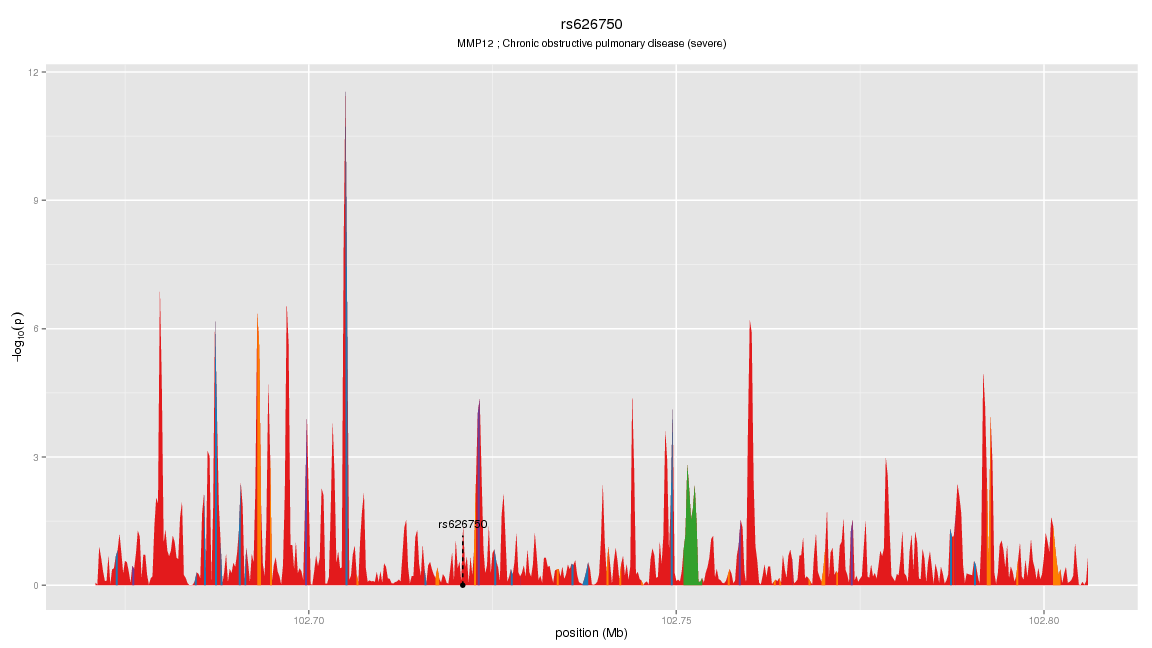 rs626750
MMP12 ; Chronic obstructive pulmonary disease (severe)
12
9
6
3
0
−log10(p)
rs626750
102.70
102.75
102.80
position (Mb)